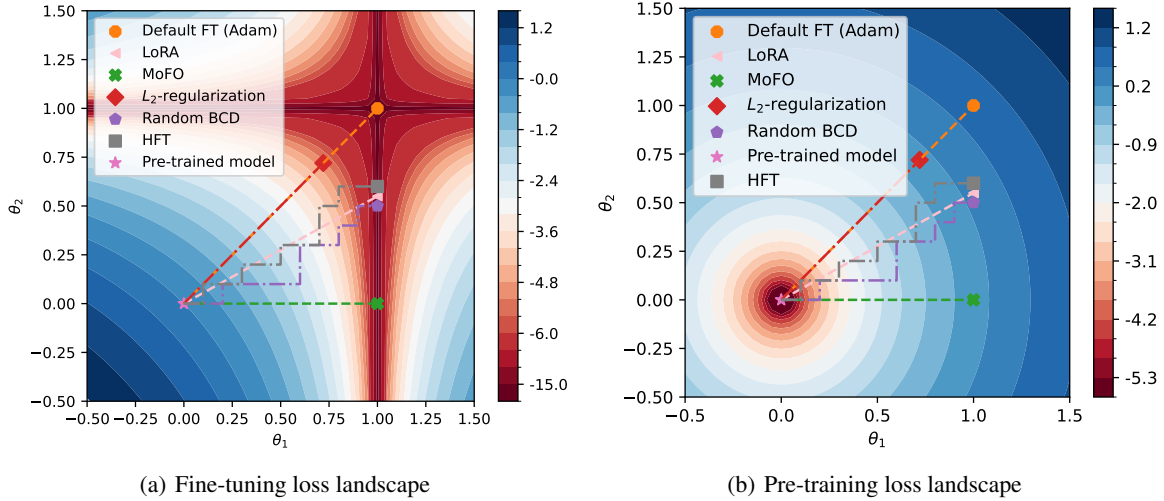 1.50
1.25
1.00
0.75
0.50
0.25
0.00
−0.25
−0.50
θ2
−0.50
−0.25
0.00
0.25
0.50
0.75
1.00
1.25
1.50
θ1
Default FT (Adam)
LoRA
MoFO
L2-regularization
Random BCD
HFT
Pre-trained model
1.2
-0.0
-1.2
-2.4
-3.6
-4.8
-6.0
-15.0
(a) Fine-tuning loss landscape
1.50
1.25
1.00
0.75
0.50
0.25
0.00
−0.25
−0.50
θ2
−0.5
0.0
0.5
1.0
1.5
θ1
Default FT (Adam)
LoRA
MoFO
L2-regularization
Random BCD
Pre-trained model
HFT
1.2
0.2
-0.9
-2.0
-3.1
-4.2
-5.3
(b) Pre-training loss landscape